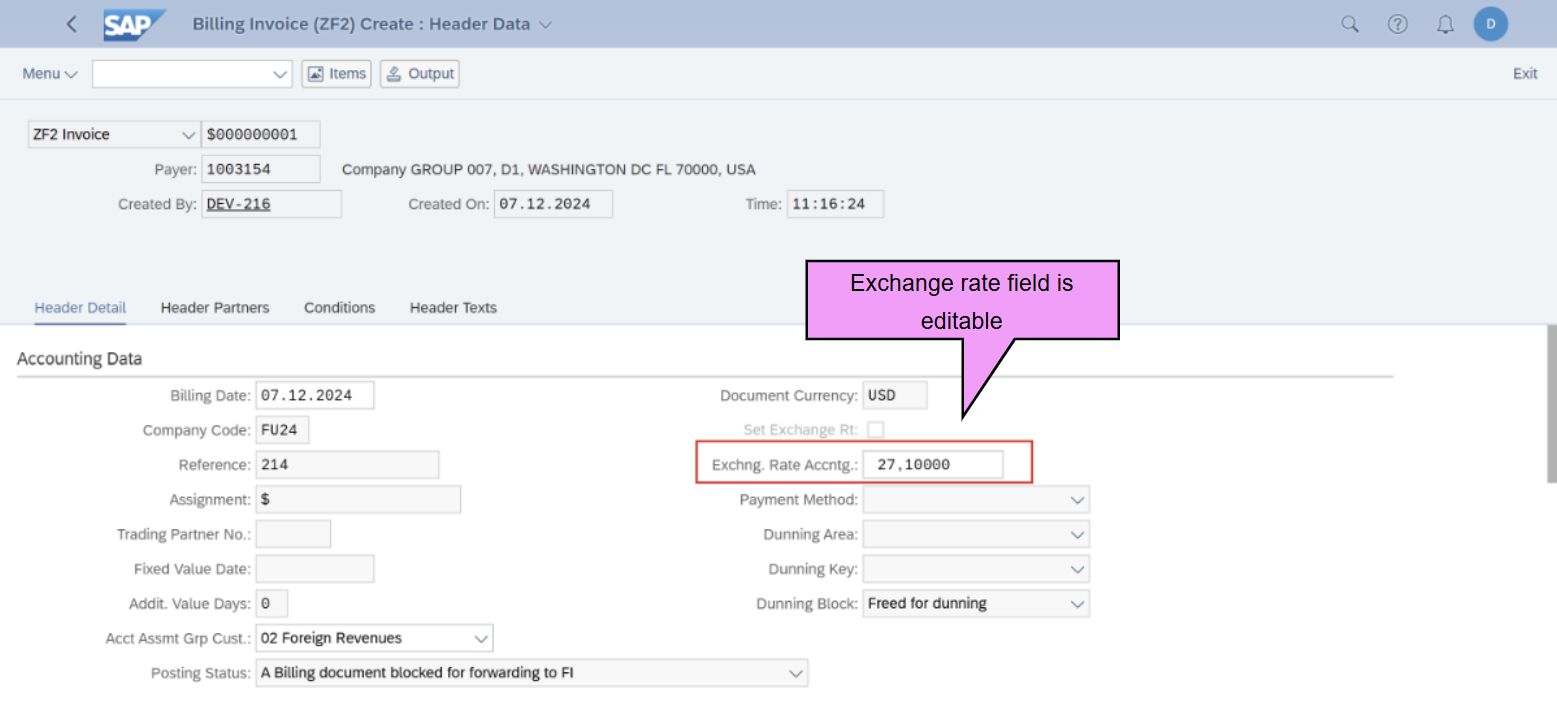 SAP Billing Invoice (ZF2) Create : Header Data D
Menu Items Output Exit
ZF2 Invoice $000000001
Payer: 1003154 Company GROUP 007, D1, WASHINGTON DC FL 70000, USA
Created By: DEV-216 Created On: 07.12.2024 Time: 11:16:24
Exchange rate field is
editable
Header Detail Header Partners Conditions Header Texts
Accounting Data
Billing Date: 07.12.2024 Document Currency: USD
Company Code: FU24 Set Exchange Rt:
Reference: 214 Exchng. Rate Accntg.: 27,10000
Assignment: $ Payment Method:
Trading Partner No.: Dunning Area:
Fixed Value Date: Dunning Key:
Addit. Value Days: 0 Dunning Block: Freed for dunning
Acct Assmt Grp Cust.: 02 Foreign Revenues
Posting Status: A Billing document blocked for forwarding to FI